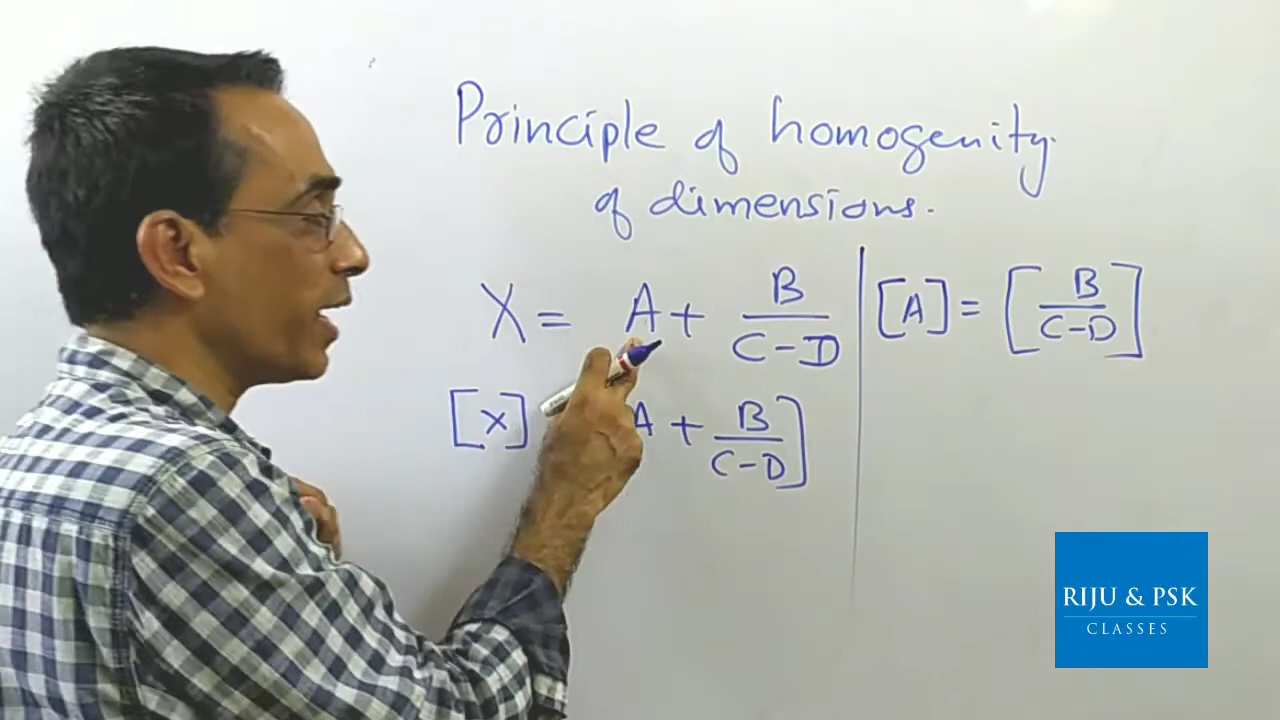 Principle of homogenity
of dimensions.
X = A + B / C - D
[A] = [B / C - D]
[x] A + B / C - D]
RIJU & PSK
CLASSES